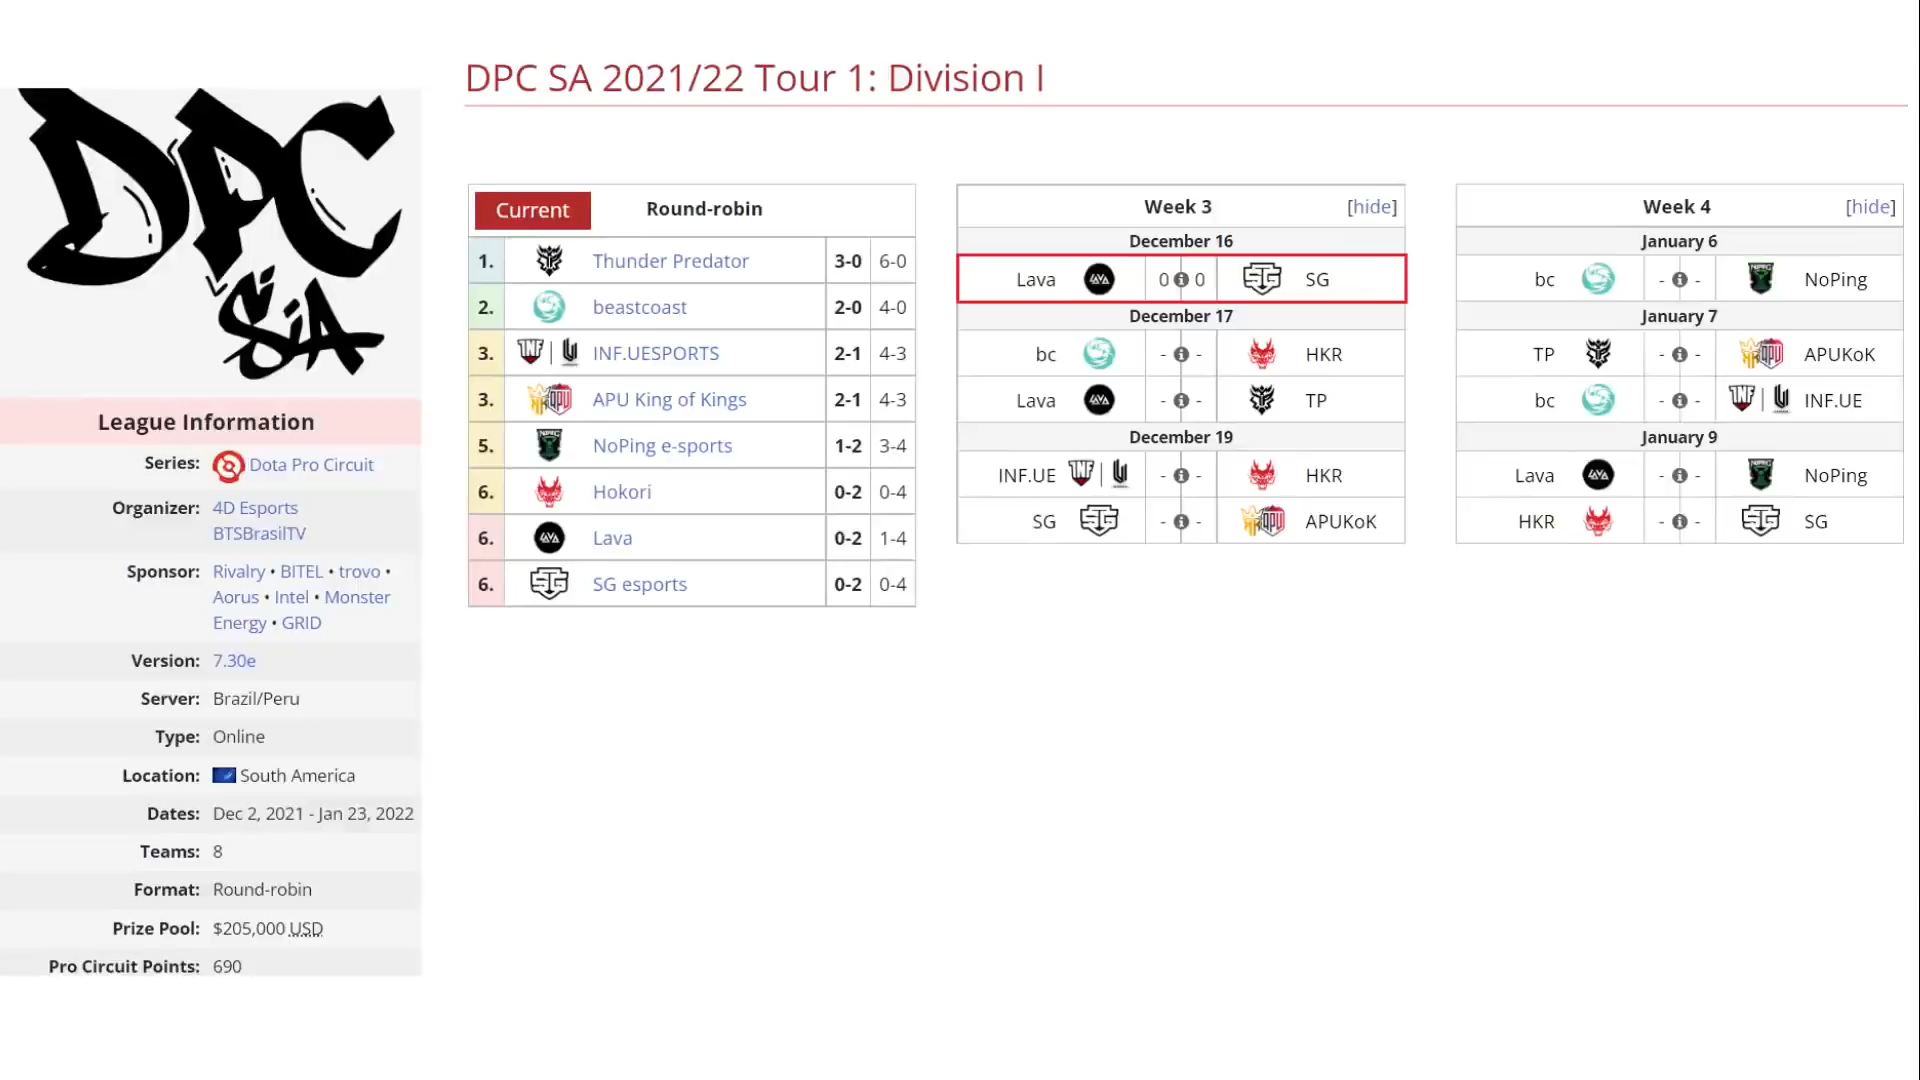 DPC SA 2021/22 Tour 1: Division I
DPC
SA
League Information
Series: Dota Pro Circuit
Organizer: 4D Esports
BTSBrasilTV
Sponsor: Rivalry • BITEL • trovo •
Aorus • Intel • Monster
Energy • GRID
Version: 7.30e
Server: Brazil/Peru
Type: Online
Location: South America
Dates: Dec 2, 2021 - Jan 23, 2022
Teams: 8
Format: Round-robin
Prize Pool: $205,000 USD
Pro Circuit Points: 690
Current Round-robin
1. Thunder Predator 3-0 6-0
2. beastcoast 2-0 4-0
3. INF.UESPORTS 2-1 4-3
3. APU King of Kings 2-1 4-3
5. NoPing e-sports 1-2 3-4
6. Hokori 0-2 0-4
6. Lava 0-2 1-4
6. SG esports 0-2 0-4
Week 3 [hide]
December 16
Lava 0 0 SG
December 17
bc - - HKR
Lava - - TP
December 19
INF.UE - - HKR
SG - - APUKoK
Week 4 [hide]
January 6
bc - - NoPing
January 7
TP - - APUKoK
bc - - INF.UE
January 9
Lava - - NoPing
HKR - - SG